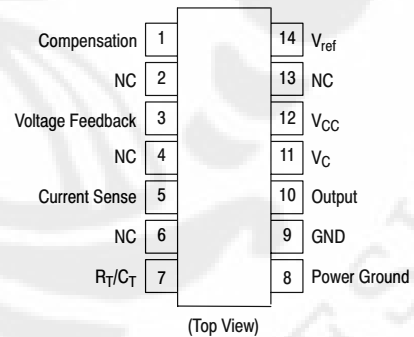 Compensation 1 14 Vref
NC 2 13 NC
Voltage Feedback 3 12 VCC
NC 4 11 VC
Current Sense 5 10 Output
NC 6 9 GND
RT/CT 7 8 Power Ground
(Top View)